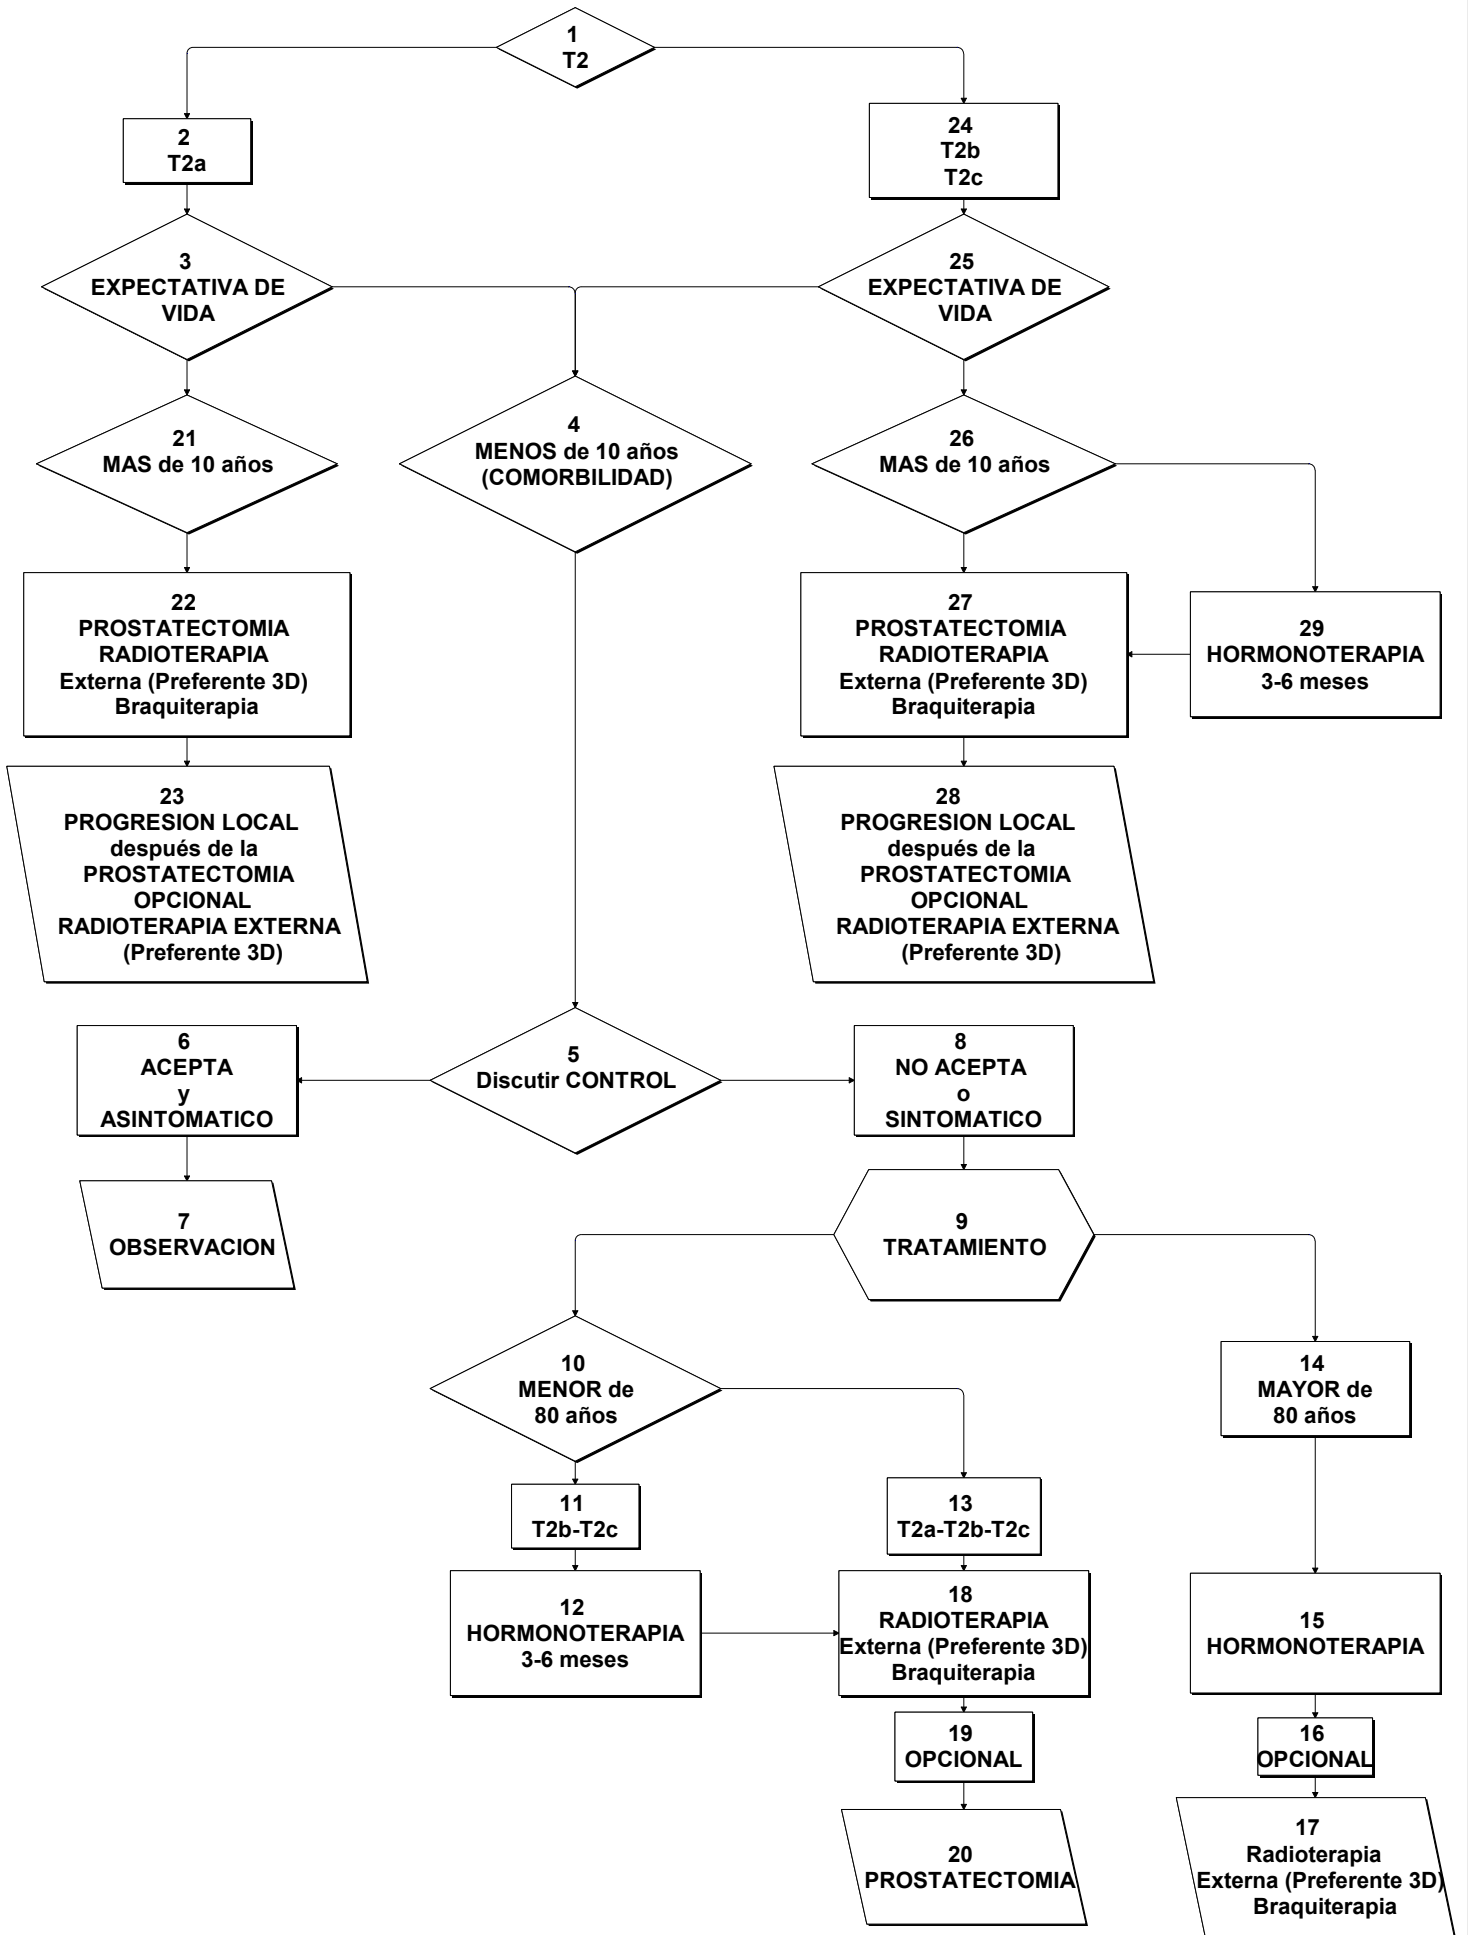 1
T2
2
T2a
24
T2b
T2c
3
EXPECTATIVA DE
VIDA
25
EXPECTATIVA DE
VIDA
21
MAS de 10 años
4
MENOS de 10 años
(COMORBILIDAD)
26
MAS de 10 años
22
PROSTATECTOMIA
RADIOTERAPIA
Externa (Preferente 3D)
Braquiterapia
27
PROSTATECTOMIA
RADIOTERAPIA
Externa (Preferente 3D)
Braquiterapia
29
HORMONOTERAPIA
3-6 meses
23
PROGRESION LOCAL
después de la
PROSTATECTOMIA
OPCIONAL
RADIOTERAPIA EXTERNA
(Preferente 3D)
28
PROGRESION LOCAL
después de la
PROSTATECTOMIA
OPCIONAL
RADIOTERAPIA EXTERNA
(Preferente 3D)
6
ACEPTA
y
ASINTOMATICO
5
Discutir CONTROL
8
NO ACEPTA
o
SINTOMATICO
7
OBSERVACION
9
TRATAMIENTO
10
MENOR de
80 años
14
MAYOR de
80 años
11
T2b-T2c
13
T2a-T2b-T2c
12
HORMONOTERAPIA
3-6 meses
18
RADIOTERAPIA
Externa (Preferente 3D)
Braquiterapia
15
HORMONOTERAPIA
19
OPCIONAL
16
OPCIONAL
20
PROSTATECTOMIA
17
Radioterapia
Externa (Preferente 3D)
Braquiterapia